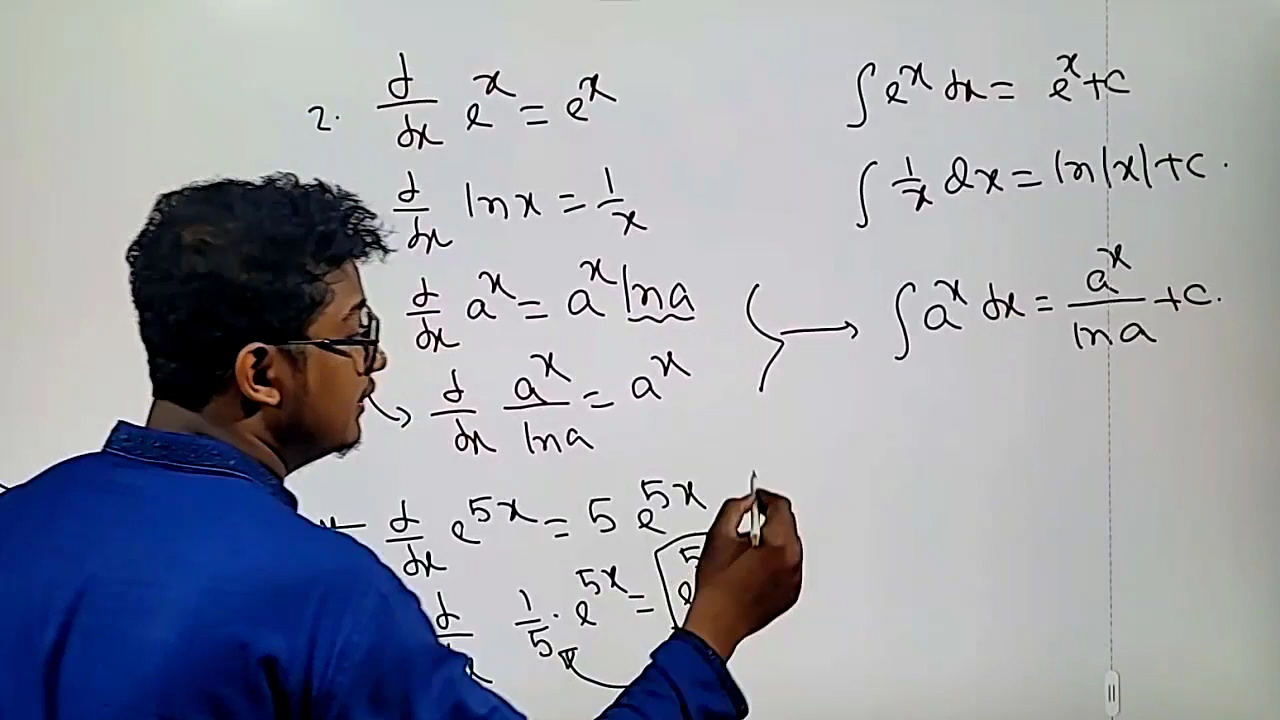 2. d/dx e^x = e^x
d/dx ln x = 1/x
d/dx a^x = a^x ln a
d/dx a^x/ln a = a^x
d/dx e^5x = 5 e^5x
1/5 · e^5x =
∫ e^x dx = e^x + c
∫ 1/x dx = ln|x| + c.
∫ a^x dx = a^x/ln a + c.